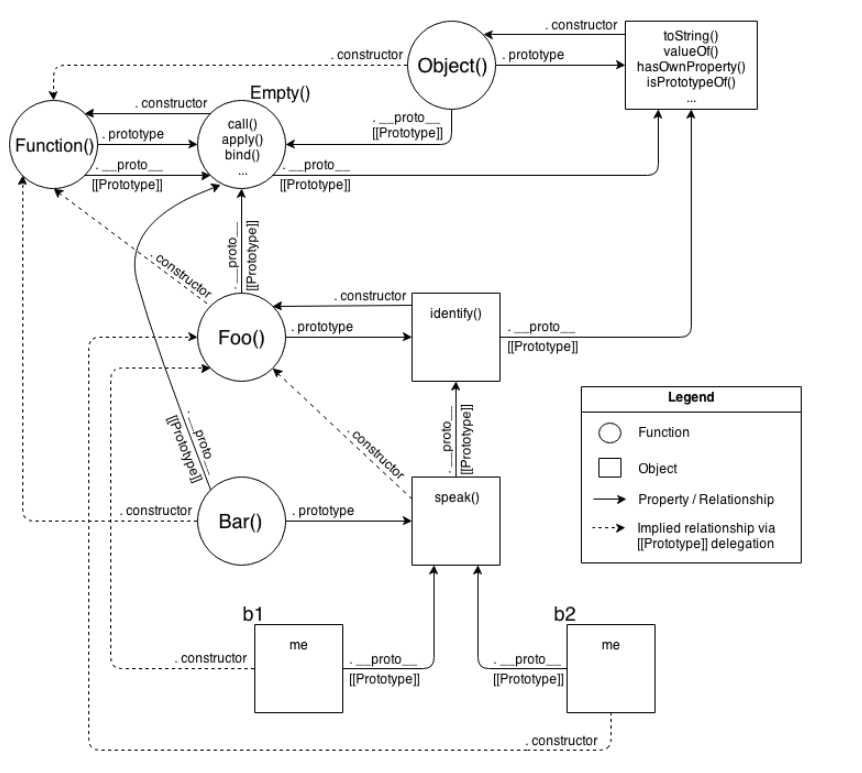 . constructor
toString()
valueOf()
hasOwnProperty()
isPrototypeOf()
...
. constructor
Object()
. prototype
Empty()
. constructor
call()
apply()
bind()
...
. __proto__
[[Prototype]]
Function()
. prototype
. __proto__
[[Prototype]]
. __proto__
[[Prototype]]
. constructor
. __proto__
[[Prototype]]
. constructor
identify()
Foo()
. prototype
. __proto__
[[Prototype]]
Legend
Function
Object
Property / Relationship
Implied relationship via
[[Prototype]] delegation
. __proto__
[[Prototype]]
. constructor
. __proto__
[[Prototype]]
speak()
. constructor
Bar()
. prototype
b1
b2
me
me
. constructor
. __proto__
[[Prototype]]
. __proto__
[[Prototype]]
. constructor